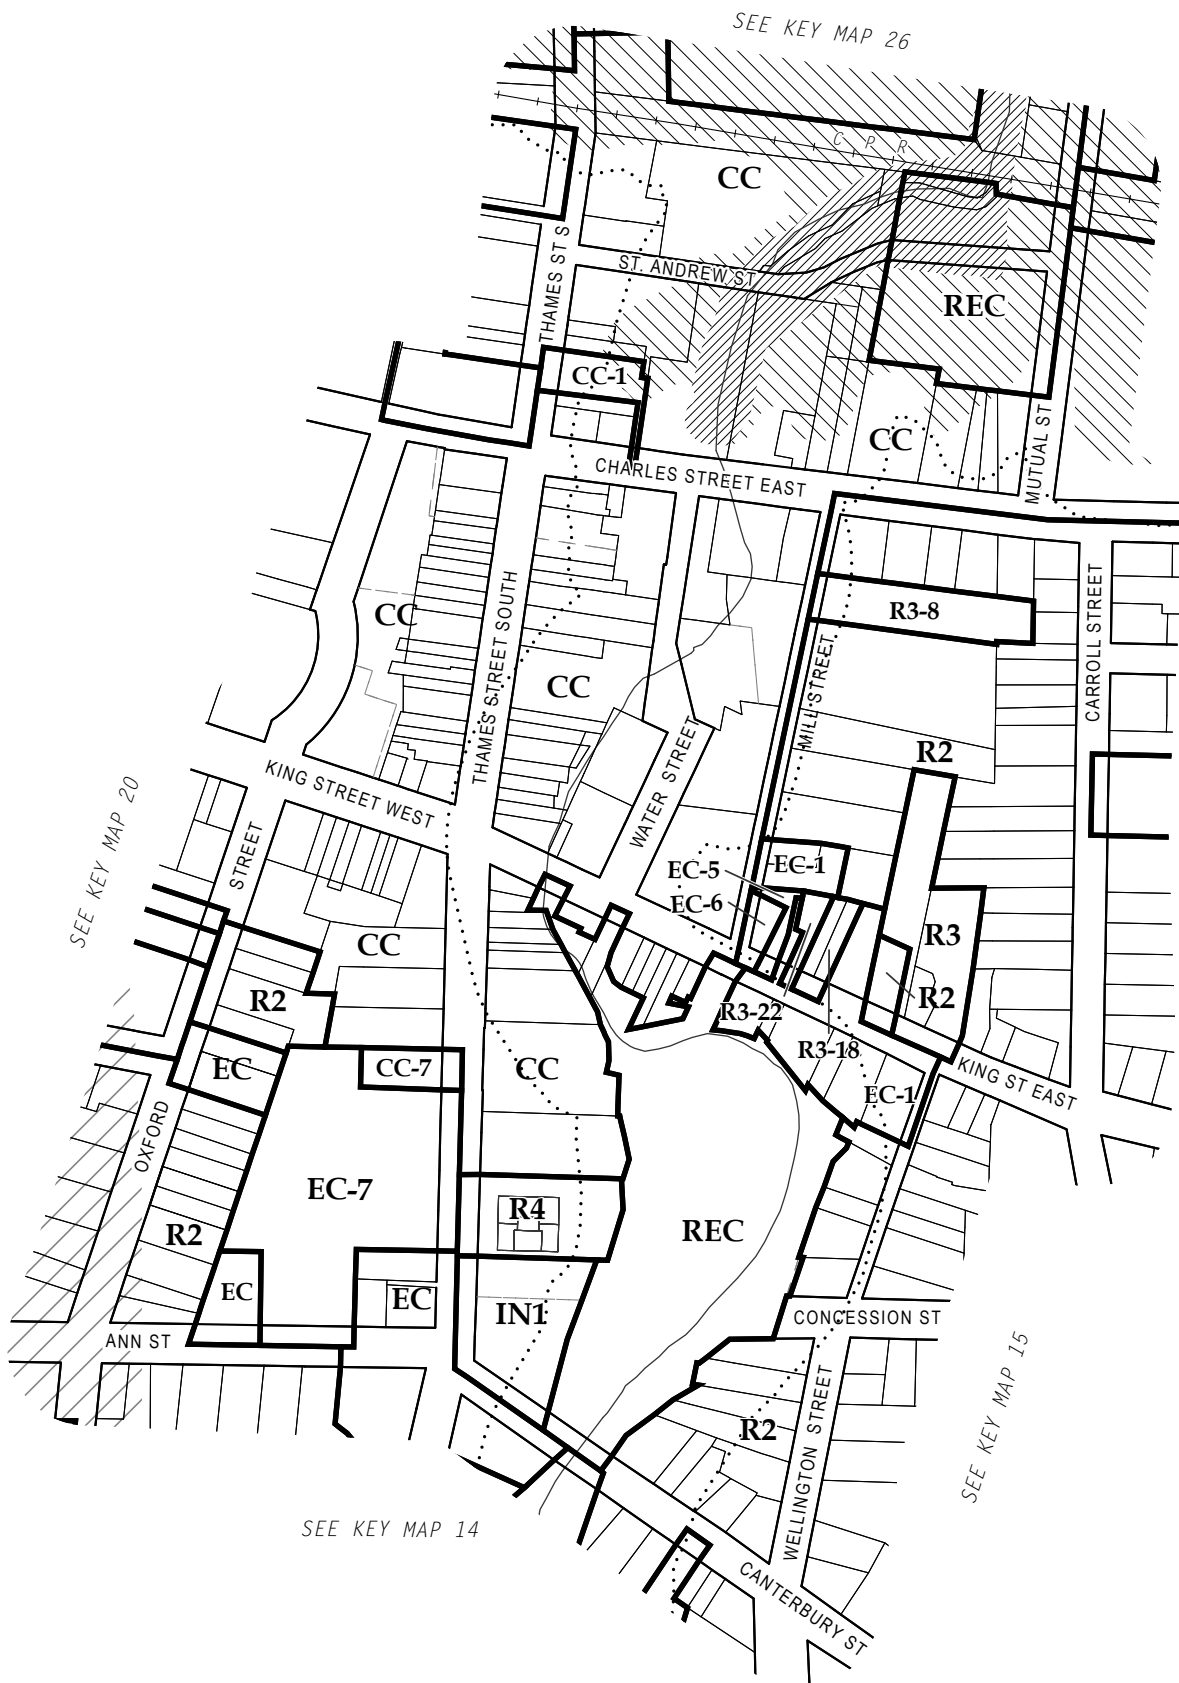 SEE KEY MAP 26
C P R
CC
THAMES ST S
ST. ANDREW ST
REC
CC-1
CC
MUTUAL ST
CHARLES STREET EAST
CC
THAMES STREET SOUTH
R3-8
CARROLL STREET
CC
MILL STREET
WATER STREET
R2
KING STREET WEST
SEE KEY MAP 20
STREET
EC-5
EC-1
EC-6
CC
R3
R2
R2
R3-22
R3-18
EC
CC-7
CC
EC-1
KING ST EAST
OXFORD
EC-7
R4
R2
REC
EC
EC
IN1
CONCESSION ST
ANN ST
SEE KEY MAP 15
R2
WELLINGTON STREET
SEE KEY MAP 14
CANTERBURY ST